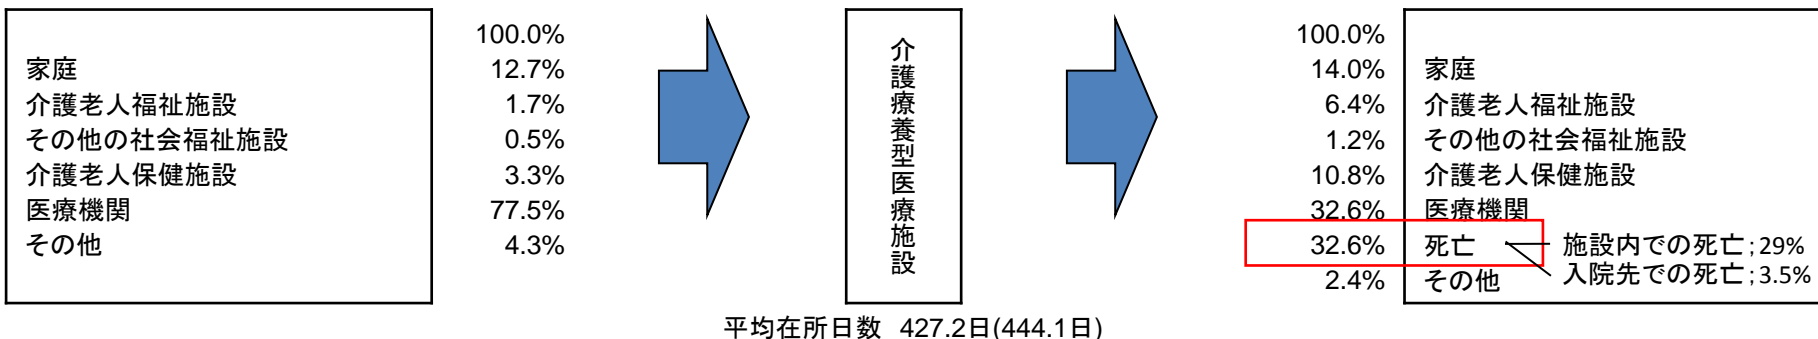 100.0%
家庭 12.7%
介護老人福祉施設 1.7%
その他の社会福祉施設 0.5%
介護老人保健施設 3.3%
医療機関 77.5%
その他 4.3%
介護療養型医療施設
100.0%
14.0% 家庭
6.4% 介護老人福祉施設
1.2% その他の社会福祉施設
10.8% 介護老人保健施設
32.6% 医療機関
32.6% 死亡 施設内での死亡;29%
入院先での死亡;3.5%
2.4% その他
平均在所日数 427.2日(444.1日)